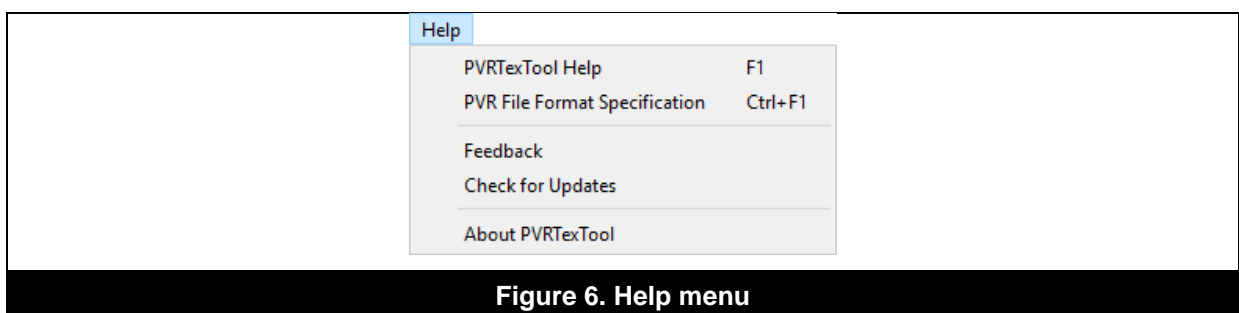 Help
PVRTexTool Help F1
PVR File Format Specification Ctrl+F1
Feedback
Check for Updates
About PVRTexTool
Figure 6. Help menu